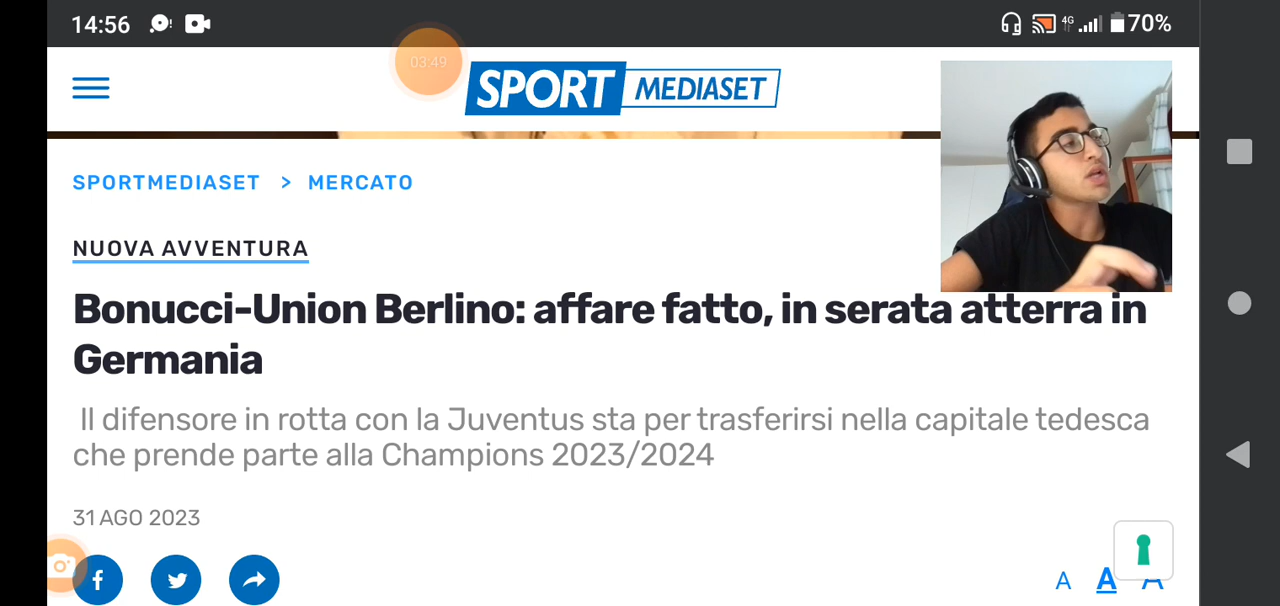 14:56
4G
70%
03:49
SPORT MEDIASET
SPORTMEDIASET > MERCATO
NUOVA AVVENTURA
Bonucci-Union Berlino: affare fatto, in serata atterra in
Germania
Il difensore in rotta con la Juventus sta per trasferirsi nella capitale tedesca
che prende parte alla Champions 2023/2024
31 AGO 2023
f
A A A